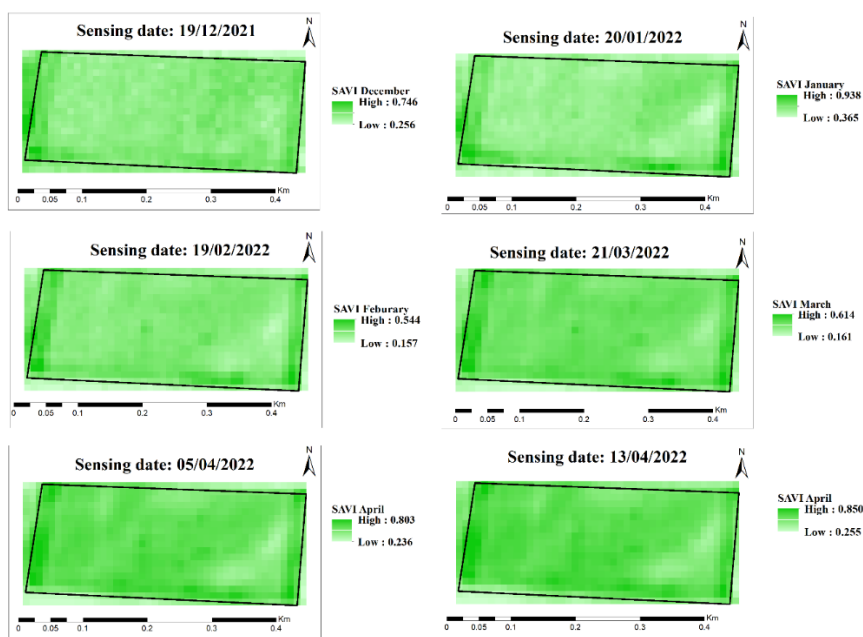 Sensing date: 19/12/2021
N
SAVI December
High : 0.746
Low : 0.256
Km
0 0.05 0.1 0.2 0.3 0.4
Sensing date: 20/01/2022
N
SAVI January
High : 0.938
Low : 0.365
Km
0 0.05 0.1 0.2 0.3 0.4
Sensing date: 19/02/2022
N
SAVI Feburary
High : 0.544
Low : 0.157
Km
0 0.05 0.1 0.2 0.3 0.4
Sensing date: 21/03/2022
N
SAVI March
High : 0.614
Low : 0.161
Km
0 0.05 0.1 0.2 0.3 0.4
Sensing date: 05/04/2022
N
SAVI April
High : 0.803
Low : 0.236
Km
0 0.05 0.1 0.2 0.3 0.4
Sensing date: 13/04/2022
N
SAVI April
High : 0.850
Low : 0.255
Km
0 0.05 0.1 0.2 0.3 0.4